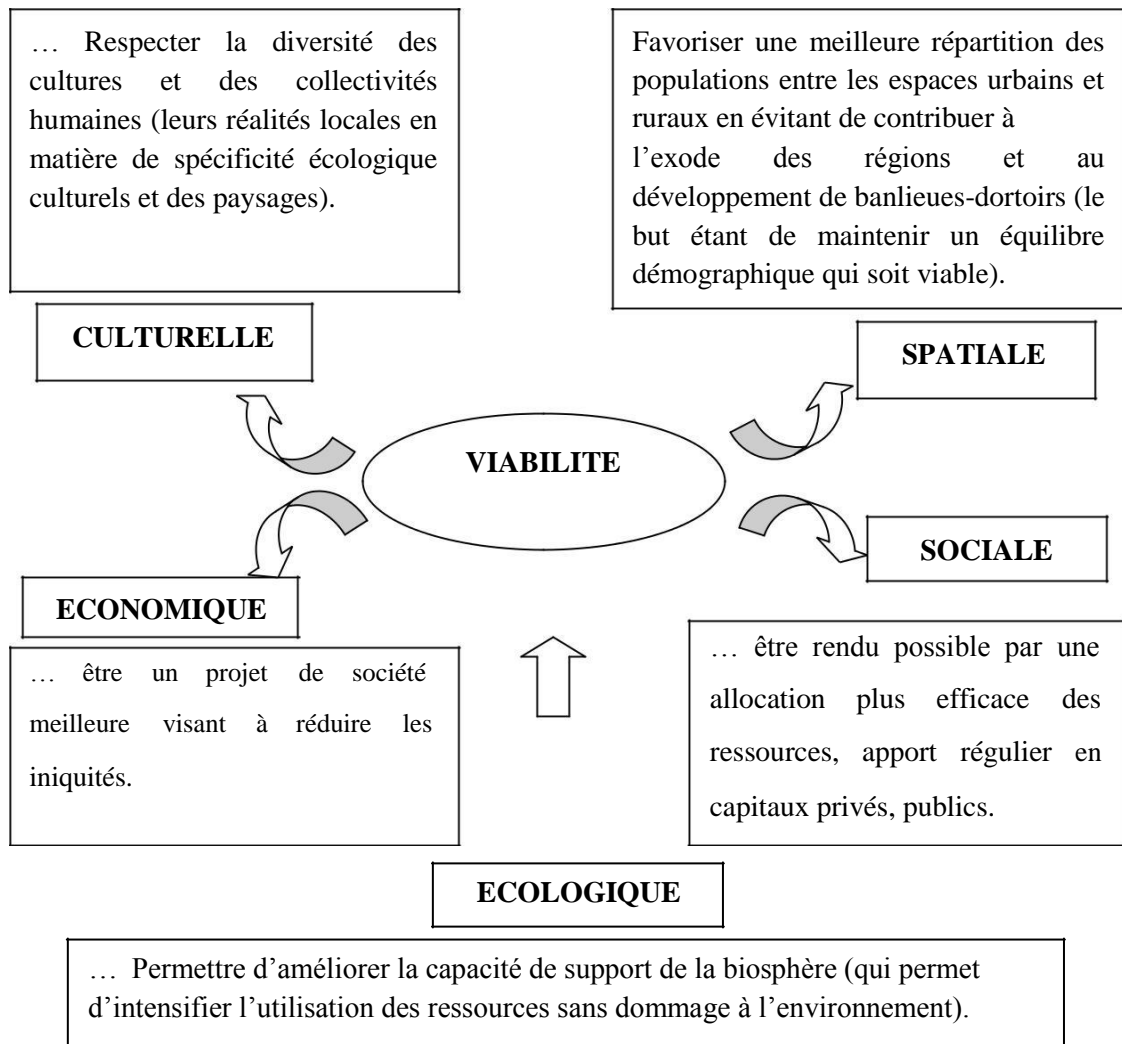 … Respecter la diversité des
cultures et des collectivités
humaines (leurs réalités locales en
matière de spécificité écologique
culturels et des paysages).
Favoriser une meilleure répartition des
populations entre les espaces urbains et
ruraux en évitant de contribuer à
l’exode des régions et au
développement de banlieues-dortoirs (le
but étant de maintenir un équilibre
démographique qui soit viable).
CULTURELLE
SPATIALE
VIABILITE
SOCIALE
ECONOMIQUE
… être un projet de société
meilleure visant à réduire les
iniquités.
… être rendu possible par une
allocation plus efficace des
ressources, apport régulier en
capitaux privés, publics.
ECOLOGIQUE
… Permettre d’améliorer la capacité de support de la biosphère (qui permet
d’intensifier l’utilisation des ressources sans dommage à l’environnement).